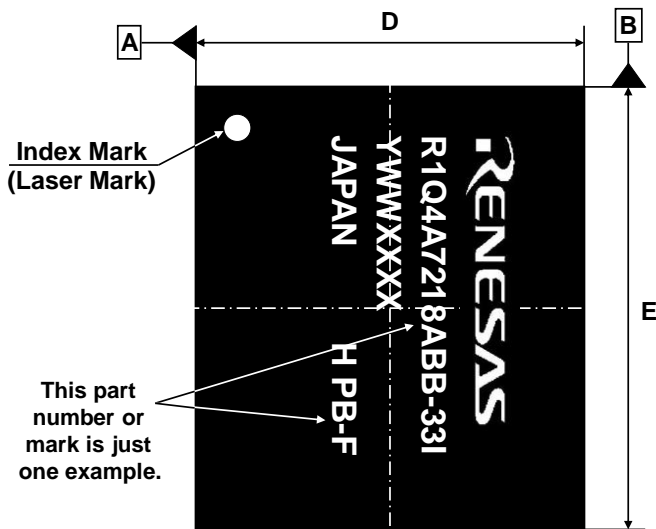 A
D
B
Index Mark
(Laser Mark)
RENESAS
R1Q4A7218ABB-33I
YWWXXXX
JAPAN H PB-F
E
This part
number or
mark is just
one example.